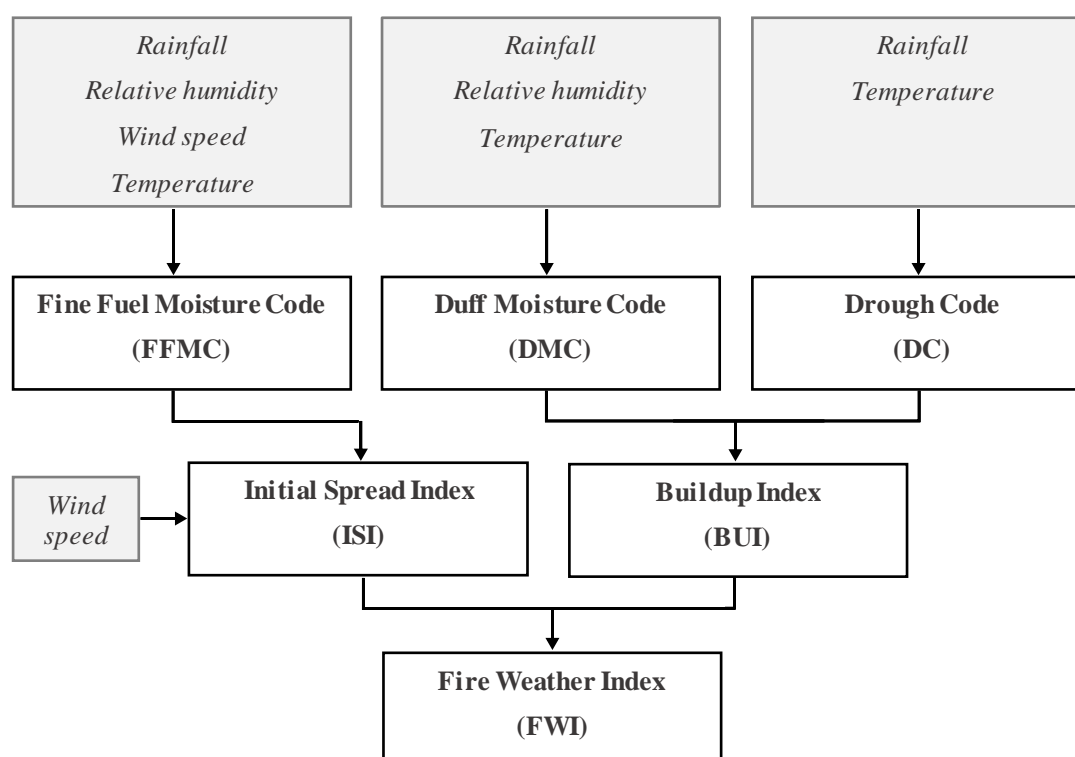 Rainfall
Relative humidity
Wind speed
Temperature
Rainfall
Relative humidity
Temperature
Rainfall
Temperature
Fine Fuel Moisture Code
(FFMC)
Duff Moisture Code
(DMC)
Drough Code
(DC)
Wind
speed
Initial Spread Index
(ISI)
Buildup Index
(BUI)
Fire Weather Index
(FWI)